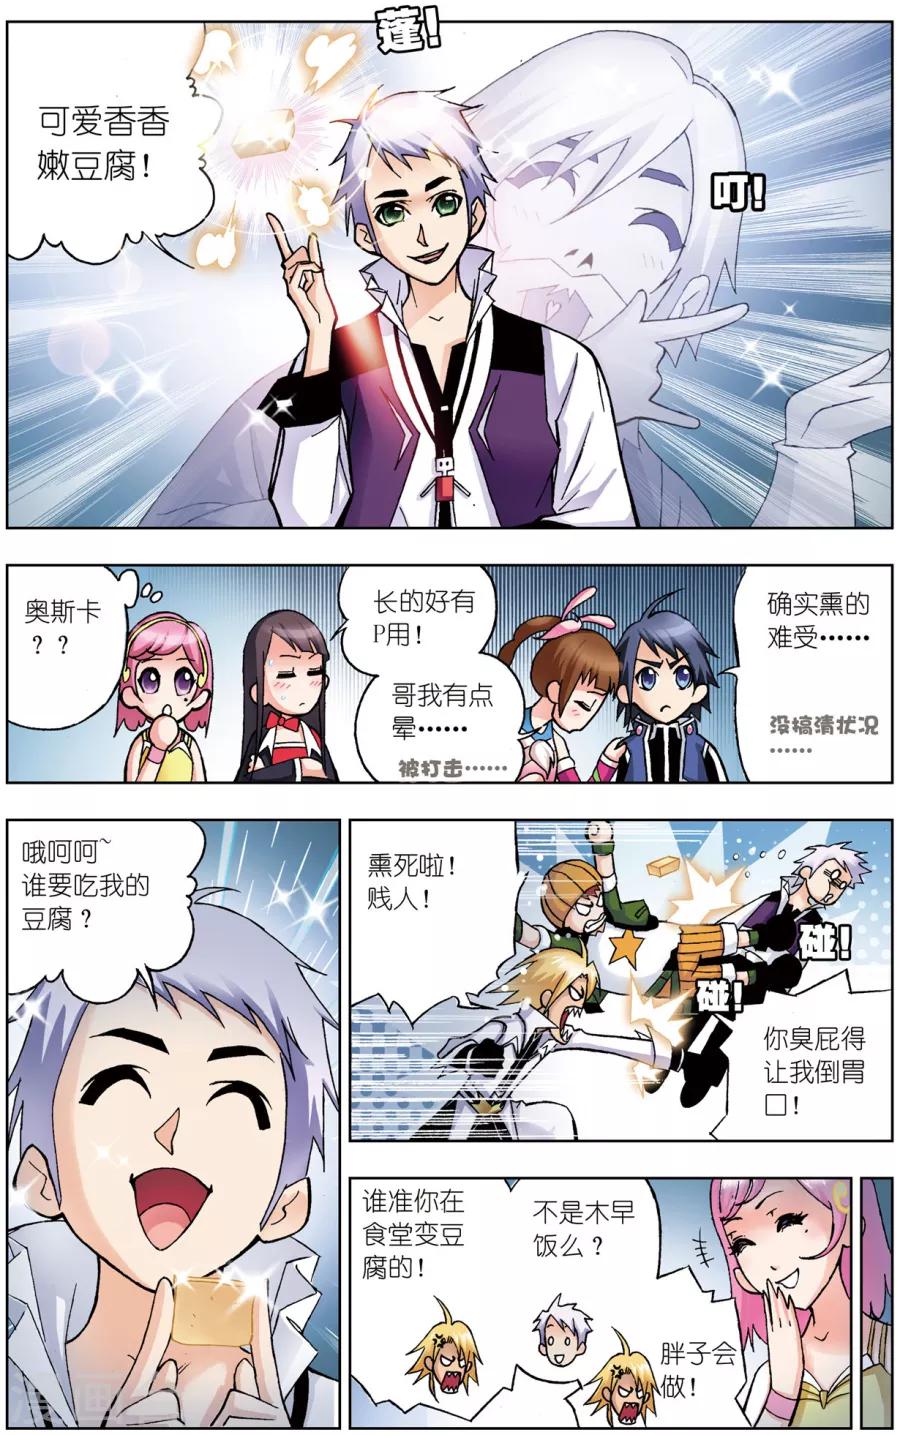 蓬！
可爱香香
嫩豆腐！
叮！
奥斯卡
？？
长的好有
P用！
哥我有点
晕……
被打击……
确实熏的
难受……
没搞清状况
……
哦呵呵~
谁要吃我的
豆腐？
熏死啦！
贱人！
碰！
碰！
你臭屁得
让我倒胃
口！
谁准你在
食堂变豆
腐的！
不是木早
饭么？
胖子会
做！